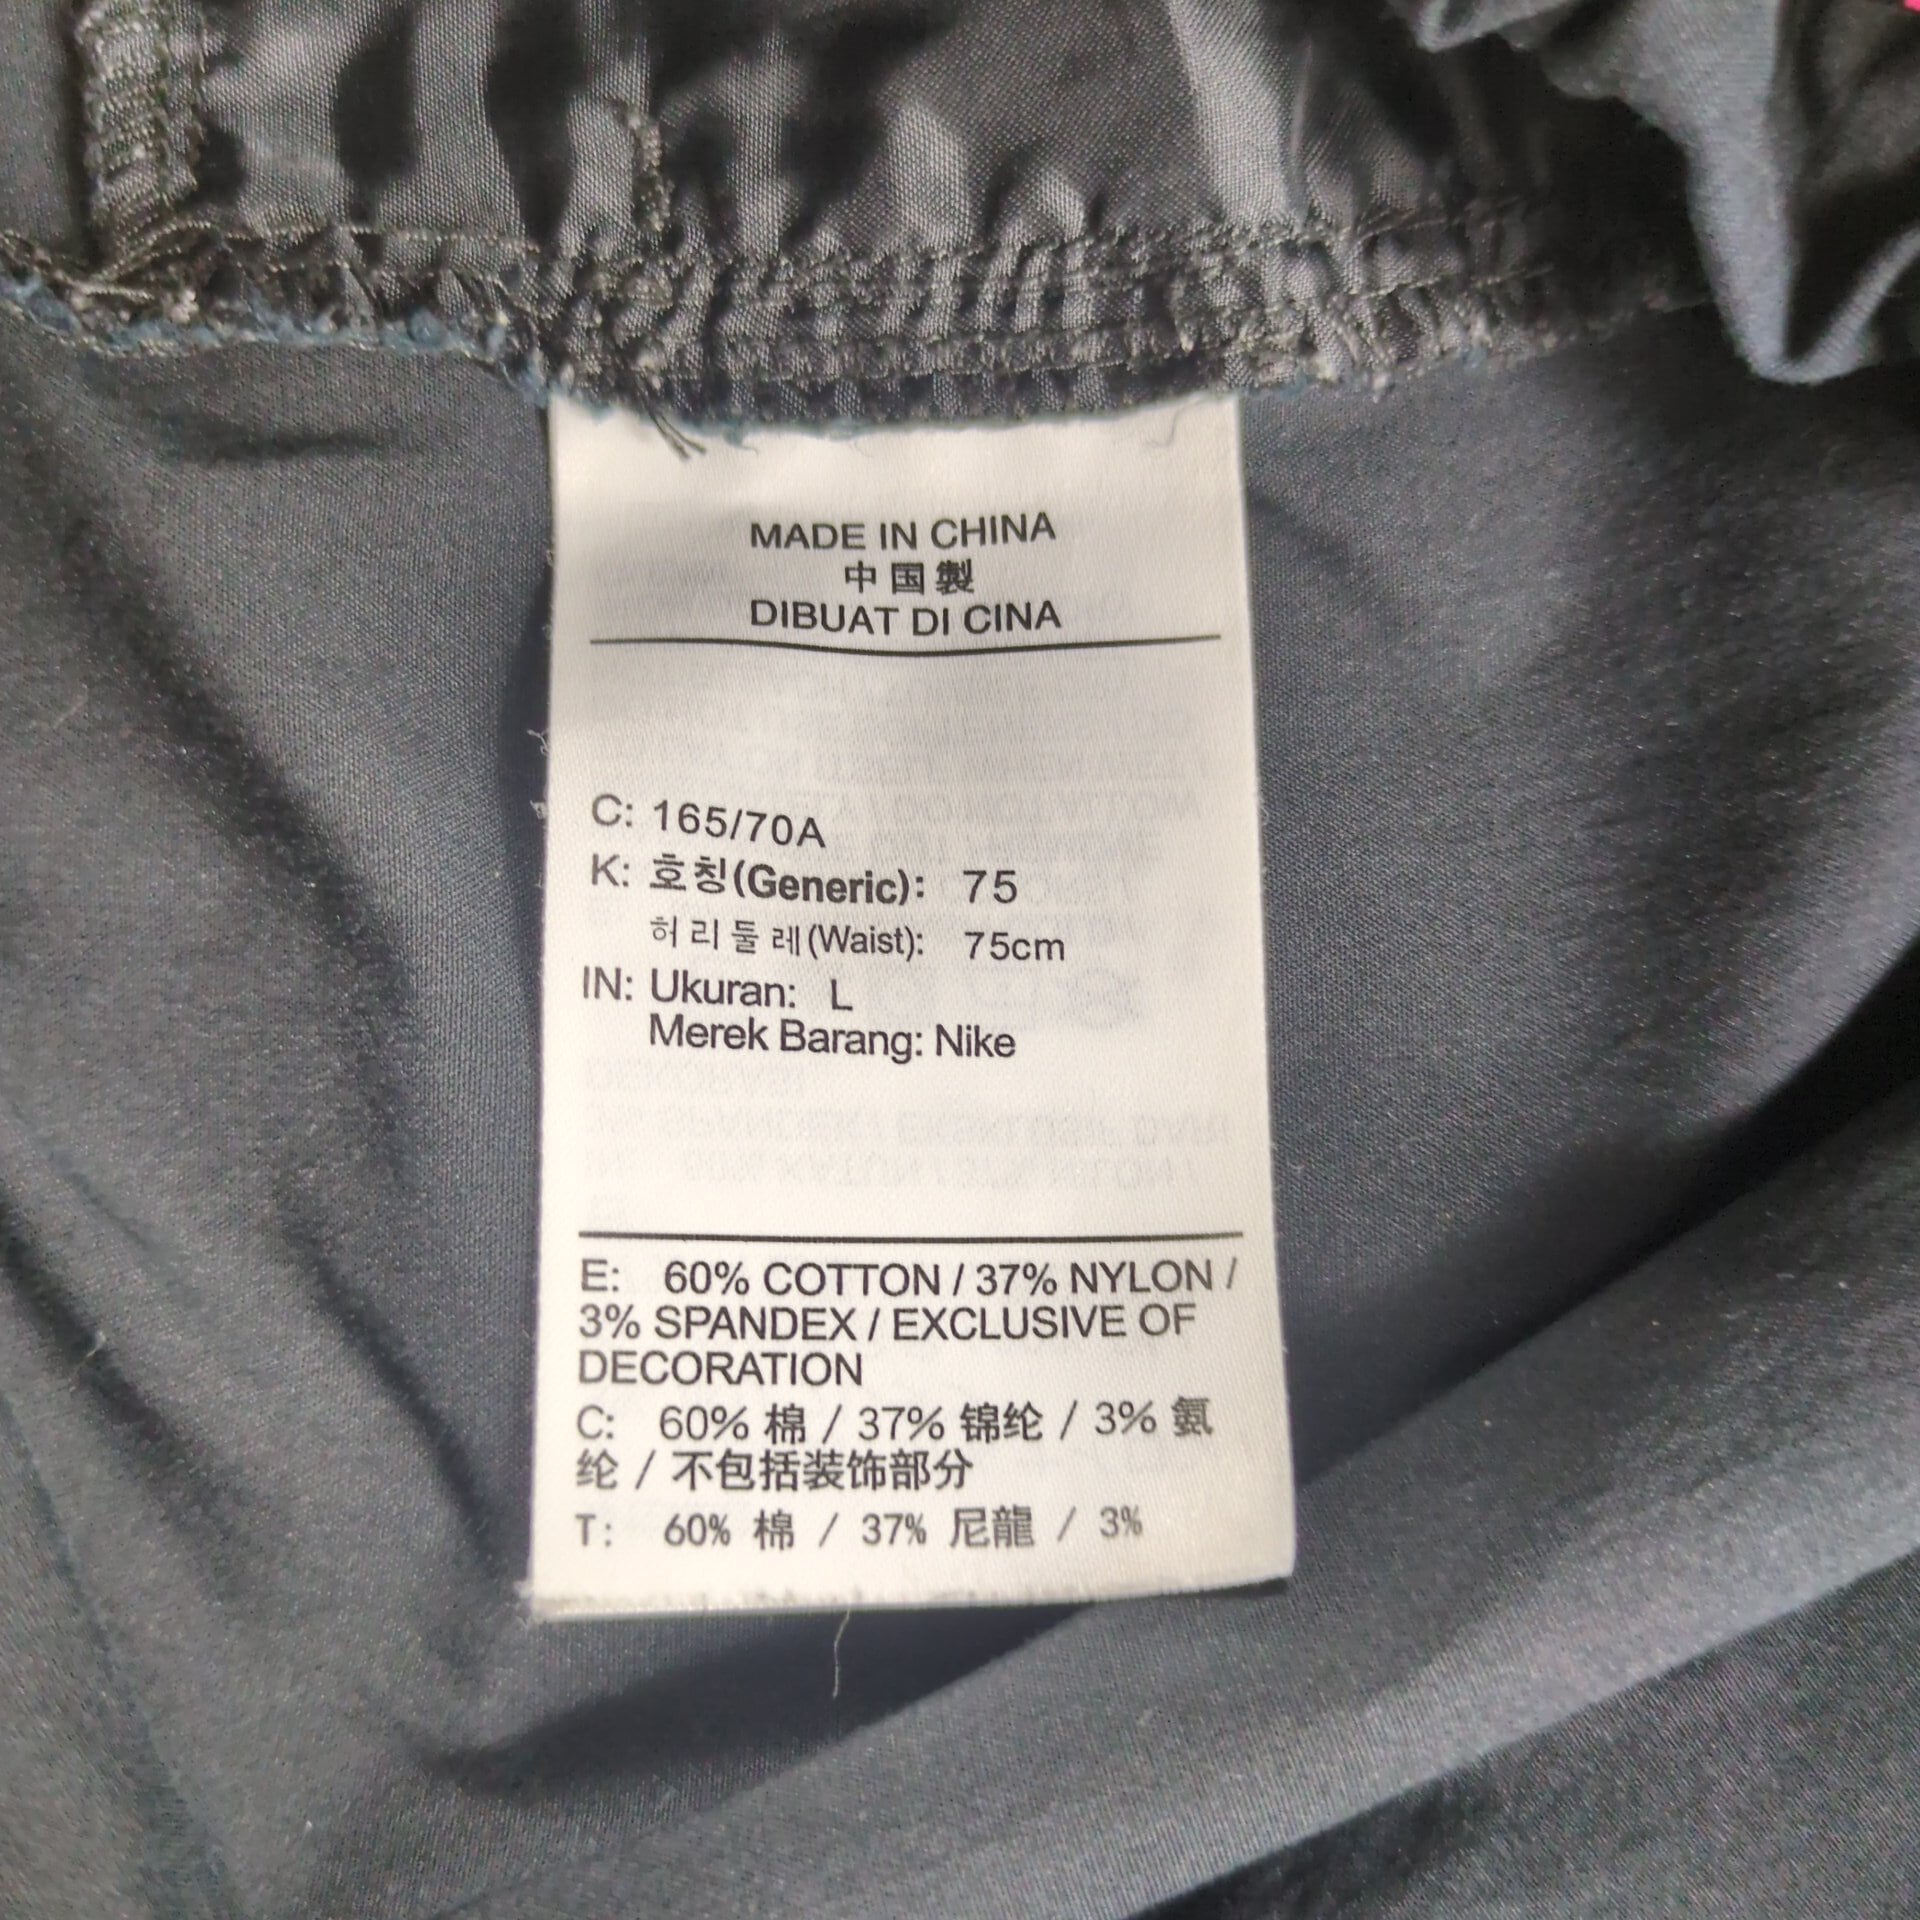 MADE IN CHINA
中国製
DIBUAT DI CINA
C: 165/70A
K: 호칭(Generic): 75
허리둘레(Waist): 75cm
IN: Ukuran: L
Merek Barang: Nike
E: 60% COTTON / 37% NYLON /
3% SPANDEX / EXCLUSIVE OF
DECORATION
C: 60% 棉 / 37% 锦纶 / 3% 氨
纶 / 不包括装饰部分
T: 60% 棉 / 37% 尼龍 / 3%